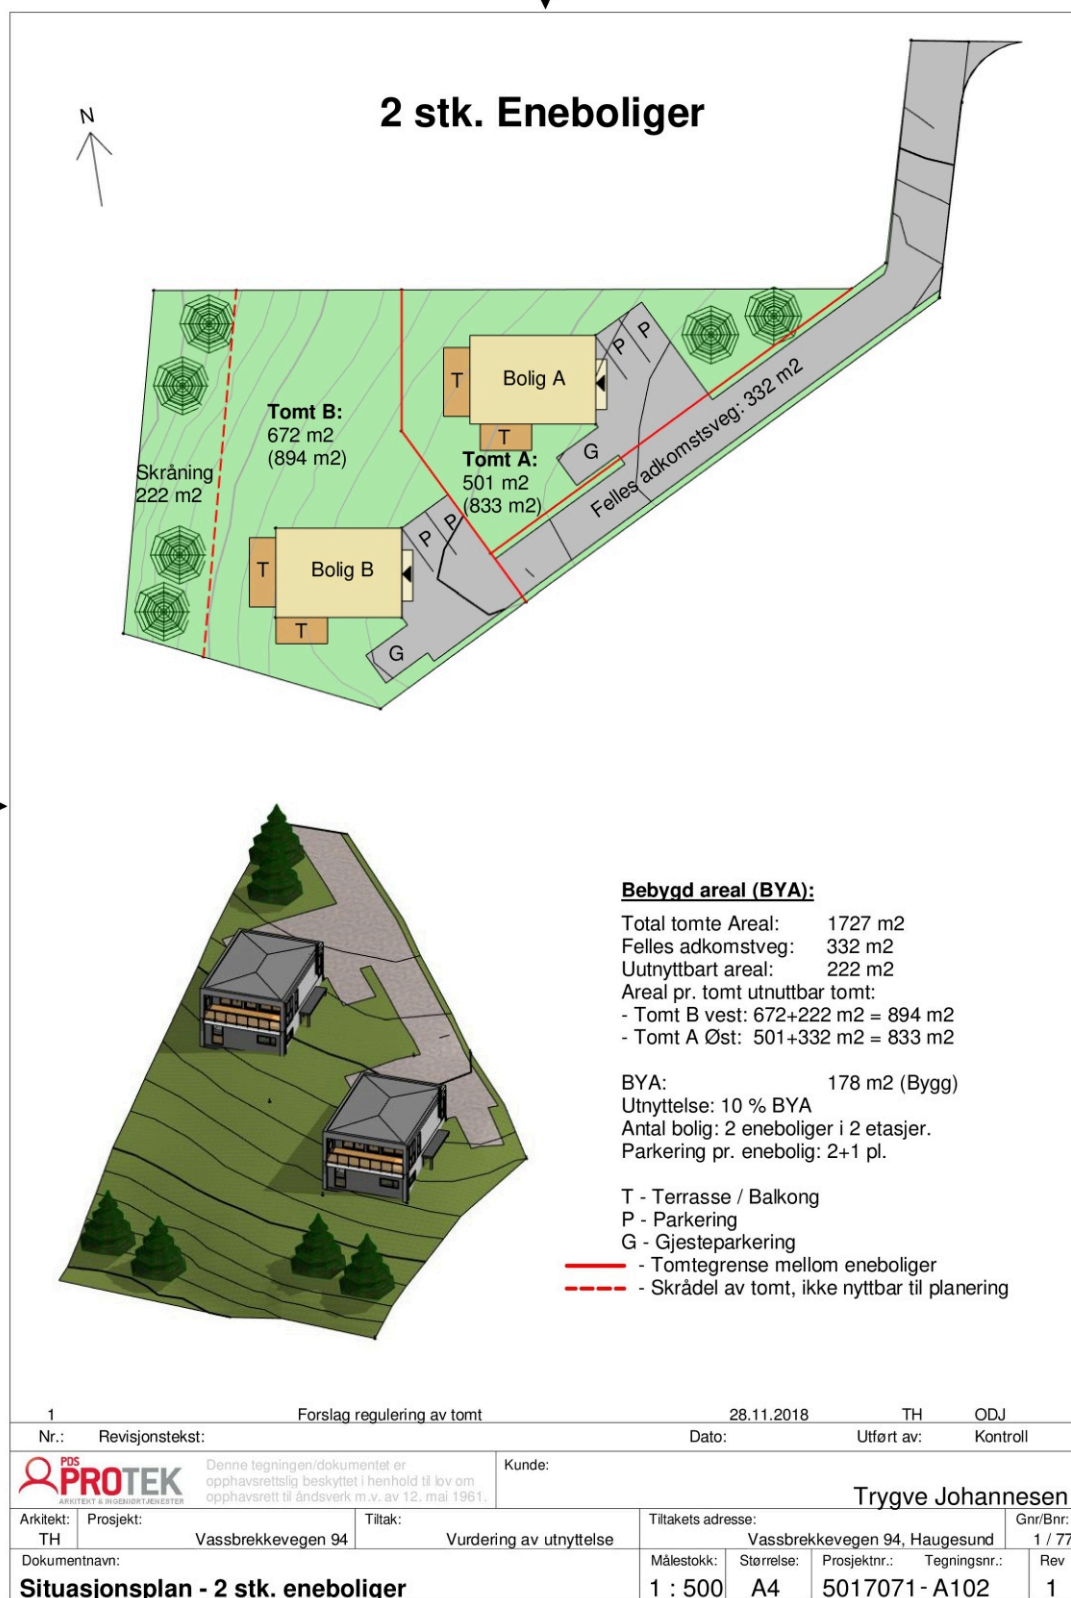 2 stk. Eneboliger
N
P
P
Bolig A
T
T
G
Felles adkomstsveg: 332 m2
Tomt B:
672 m2
(894 m2)
Tomt A:
501 m2
(833 m2)
Skråning
222 m2
P
P
Bolig B
T
T
G
Bebygd areal (BYA):
Total tomte Areal: 1727 m2
Felles adkomstveg: 332 m2
Uutnyttbart areal: 222 m2
Areal pr. tomt utnuttbar tomt:
- Tomt B vest: 672+222 m2 = 894 m2
- Tomt A Øst: 501+332 m2 = 833 m2
BYA: 178 m2 (Bygg)
Utnyttelse: 10 % BYA
Antal bolig: 2 eneboliger i 2 etasjer.
Parkering pr. enebolig: 2+1 pl.
T - Terrasse / Balkong
P - Parkering
G - Gjesteparkering
- Tomtegrense mellom eneboliger
- Skrådel av tomt, ikke nyttbar til planering
1 Forslag regulering av tomt 28.11.2018 TH ODJ
Nr.: Revisjonstekst: Dato: Utført av: Kontroll
PDS
PROTEK
ARKITEKT & INGENIØRTJENESTER
Denne tegningen/dokumentet er
opphavsrettslig beskyttet i henhold til lov om
opphavsrett til åndsverk m.v. av 12. mai 1961.
Kunde:
Trygve Johannesen
Arkitekt: Prosjekt: Tiltak: Tiltakets adresse: Gnr/Bnr:
TH Vassbrekkevegen 94 Vurdering av utnyttelse Vassbrekkevegen 94, Haugesund 1 / 77
Dokumentnavn: Målestokk: Størrelse: Prosjektnr.: Tegningsnr.: Rev
Situasjonsplan - 2 stk. eneboliger 1 : 500 A4 5017071 - A102 1